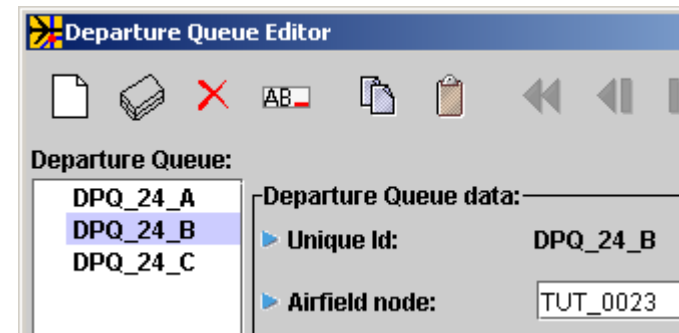 Departure Queue Editor
AB
Departure Queue:
DPQ_24_A
DPQ_24_B
DPQ_24_C
Departure Queue data:
Unique Id: DPQ_24_B
Airfield node: TUT_0023